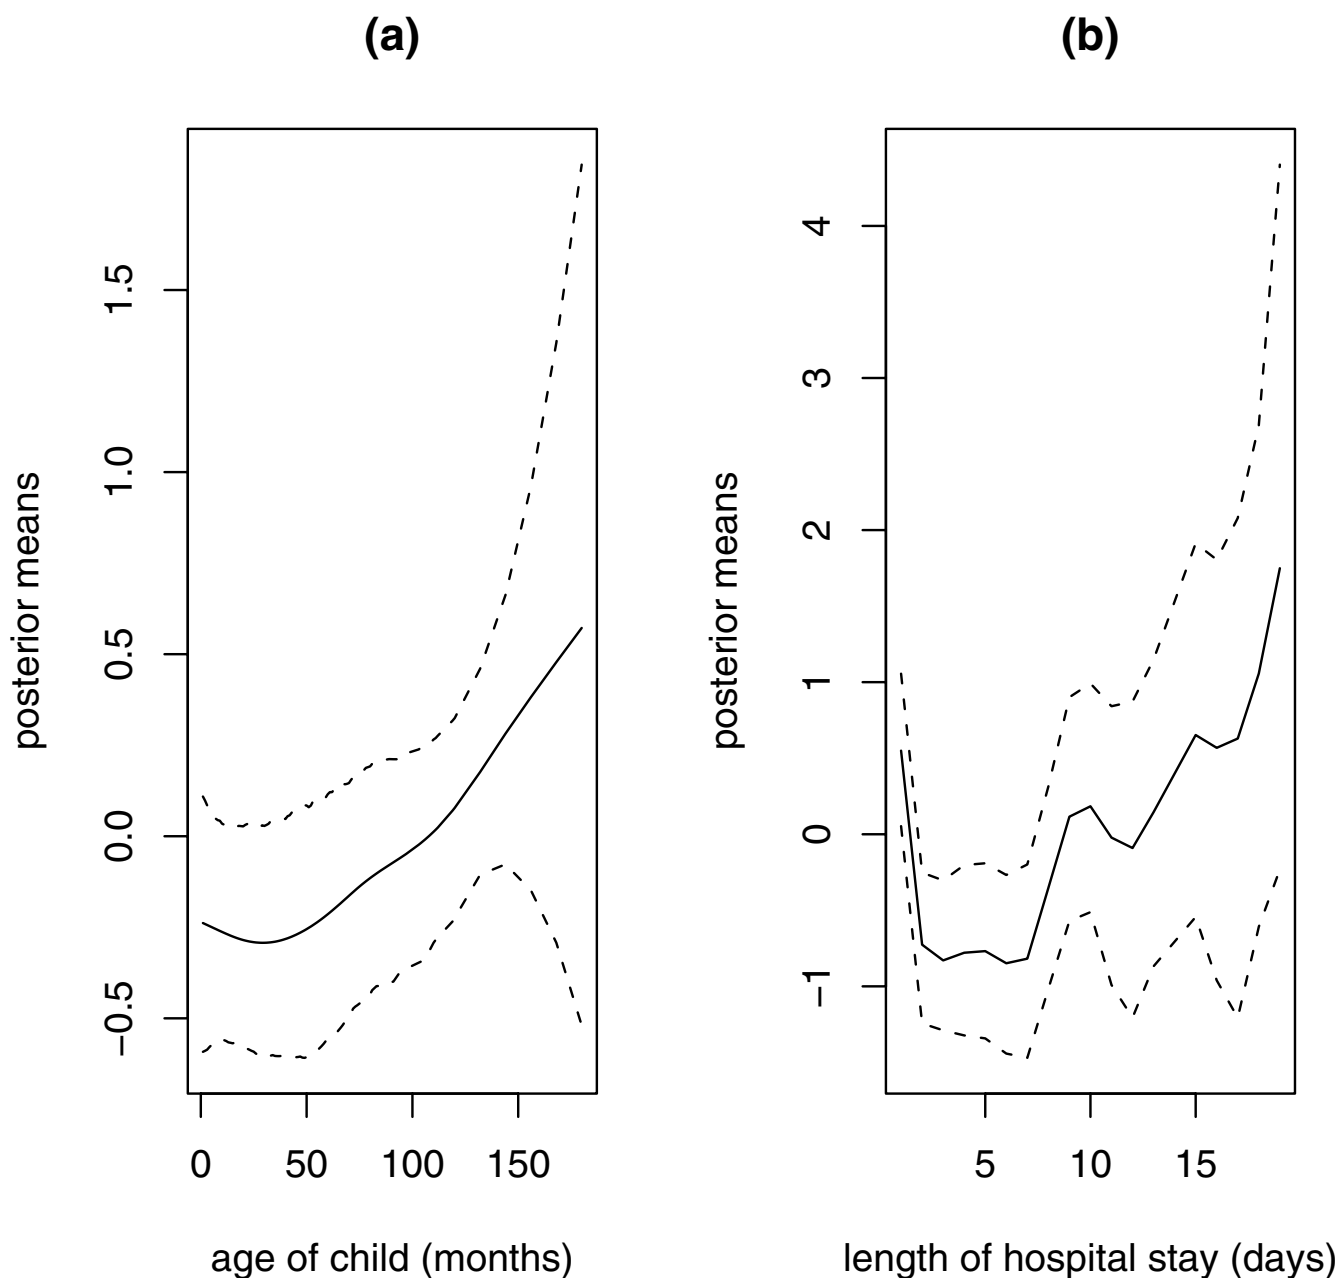 (a)
posterior means
1.5
1.0
0.5
0.0
−0.5
0 50 100 150
age of child (months)
(b)
posterior means
4
3
2
1
0
−1
5 10 15
length of hospital stay (days)